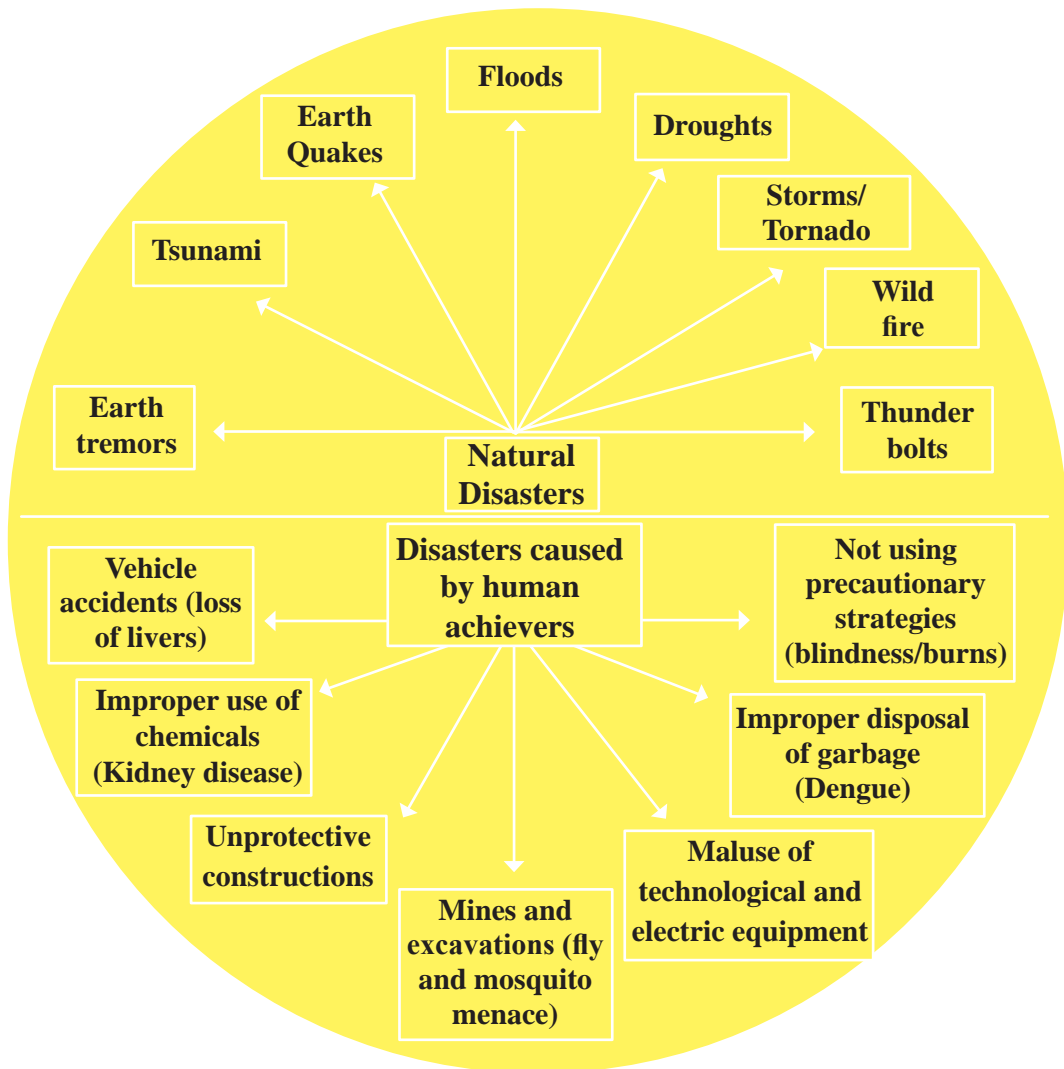 Floods
Earth
Quakes
Droughts
Storms/
Tornado
Tsunami
Wild
fire
Earth
tremors
Thunder
bolts
Natural
Disasters
Disasters caused
by human
achievers
Vehicle
accidents (loss
of livers)
Not using
precautionary
strategies
(blindness/burns)
Improper use of
chemicals
(Kidney disease)
Improper disposal
of garbage
(Dengue)
Unprotective
constructions
Mines and
excavations (fly
and mosquito
menace)
Maluse of
technological and
electric equipment